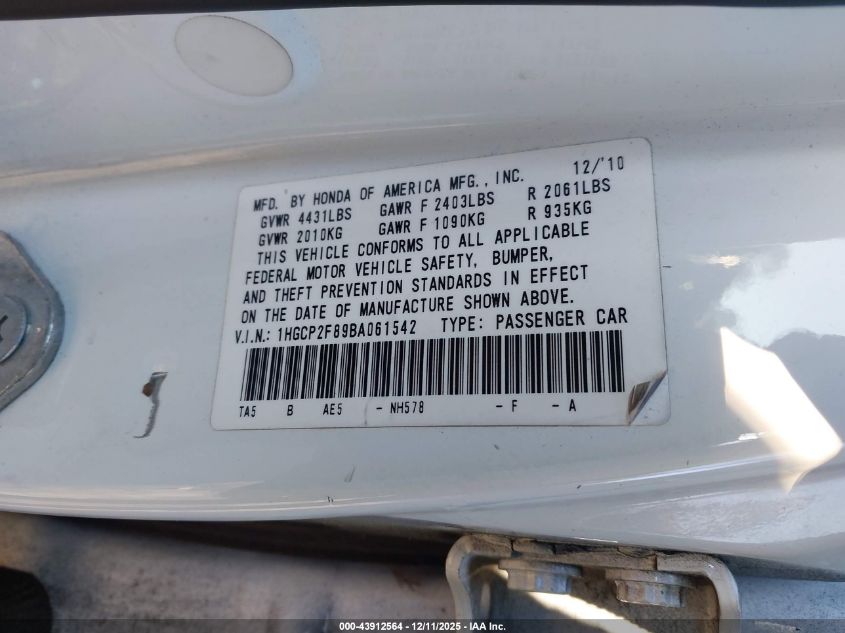 MFD. BY HONDA OF AMERICA MFG., INC. 12/'10
GVWR 4431LBS GAWR F 2403LBS R 2061LBS
GVWR 2010KG GAWR F 1090KG R 935KG
THIS VEHICLE CONFORMS TO ALL APPLICABLE
FEDERAL MOTOR VEHICLE SAFETY, BUMPER,
AND THEFT PREVENTION STANDARDS IN EFFECT
ON THE DATE OF MANUFACTURE SHOWN ABOVE.
V.I.N.: 1HGCP2F89BA061542 TYPE: PASSENGER CAR
TA5 B AE5 - NH578 - F - A
000-43912564 - 12/11/2025 - IAA Inc.